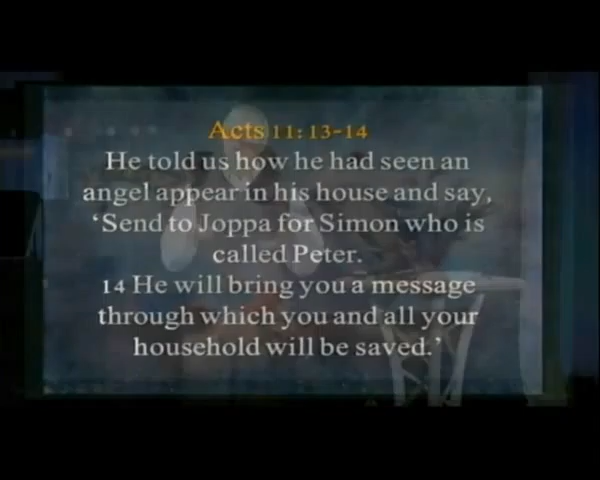 Acts 11:13-14
He told us how he had seen an
angel appear in his house and say,
‘Send to Joppa for Simon who is
called Peter.
14 He will bring you a message
through which you and all your
household will be saved.’